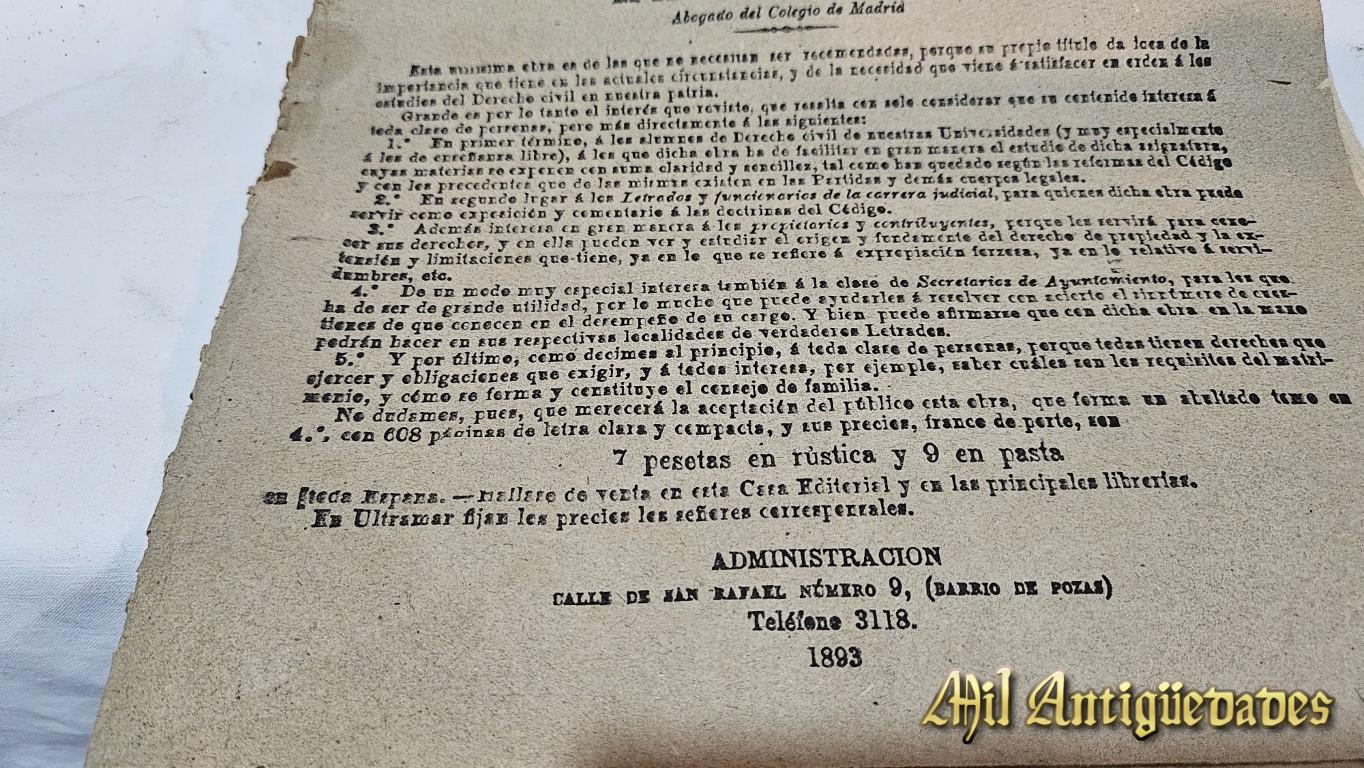 Abogado del Colegio de Madrid
Esta utilísima obra es de las que no necesitan ser recomendadas, porque su propio título da idea de la
importancia que tiene en las actuales circunstancias, y de la necesidad que viene á satisfacer en orden á los
estudios del Derecho civil en nuestra patria.
Grande es por lo tanto el interés que reviste, que resalta con solo considerar que su contenido interesa á
toda clase de personas, pero más directamente á las siguientes:
1.° En primer término, á los alumnos de Derecho civil de nuestras Universidades (y muy especialmente
á los de enseñanza libre), á los que dicha obra ha de facilitar en gran manera el estudio de dicha asignatura,
cuyas materias se exponen con suma claridad y sencillez, tal como han quedado según las reformas del Código
y con los precedentes que de las mismas existen en las Partidas y demás cuerpos legales.
2.° En segundo lugar á los Letrados y funcionarios de la carrera judicial, para quienes dicha obra puede
servir como exposición y comentario á las doctrinas del Código.
3.° Además interesa en gran manera á los propietarios y contribuyentes, porque les servirá para cono-
cer sus derechos, y en ella pueden ver y estudiar el origen y fundamento del derecho de propiedad y la ex-
tensión y limitaciones que tiene, ya en lo que se refiere á expropiación forzosa, ya en lo relativo á servi-
dumbres, etc.
4.° De un modo muy especial interesa también á la clase de Secretarios de Ayuntamiento, para los que
ha de ser de grande utilidad, por lo mucho que puede ayudarles á resolver con acierto el sinnúmero de cues-
tiones de que conocen en el desempeño de su cargo. Y bien puede afirmarse que con dicha obra en la mano
podrán hacer en sus respectivas localidades de verdaderos Letrados.
5.° Y por último, como decimos al principio, á toda clase de personas, porque todas tienen derechos que
ejercer y obligaciones que exigir, y á todos interesa, por ejemplo, saber cuáles son los requisitos del matri-
monio, y cómo se forma y constituye el consejo de familia.
No dudamos, pues, que merecerá la aceptación del público esta obra, que forma un abultado tomo en
4.°, con 608 páginas de letra clara y compacta, y sus precios, franco de porte, son
7 pesetas en rústica y 9 en pasta
en toda España. — Hállase de venta en esta Casa Editorial y en las principales librerías.
En Ultramar fijan los precios los señores corresponsales.
ADMINISTRACION
CALLE DE SAN RAFAEL NÚMERO 9, (BARRIO DE POZAS)
Teléfono 3118.
1893
Mil Antigüedades